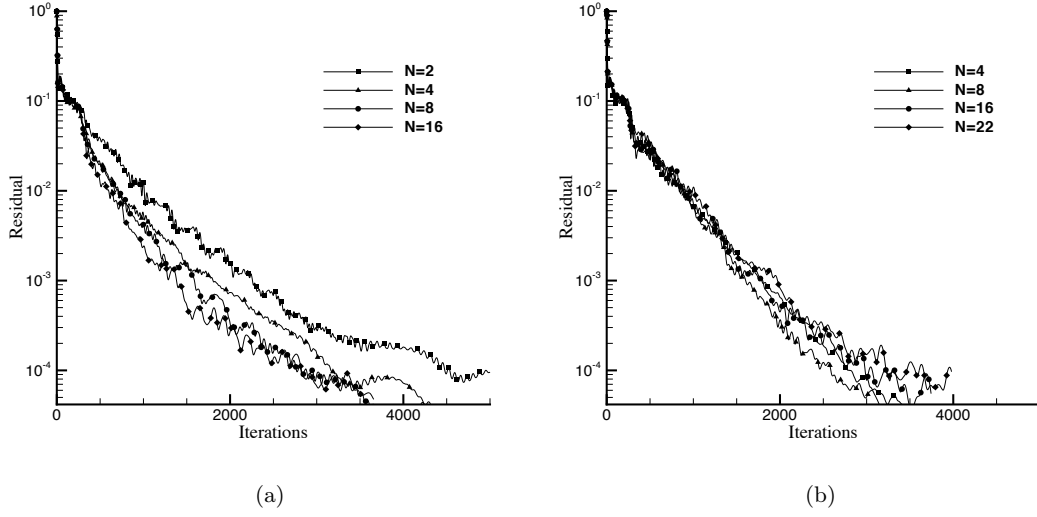 10^0
10^-1
10^-2
10^-3
10^-4
Residual
0
2000
4000
Iterations
N=2
N=4
N=8
N=16
(a)
10^0
10^-1
10^-2
10^-3
10^-4
Residual
0
2000
4000
Iterations
N=4
N=8
N=16
N=22
(b)